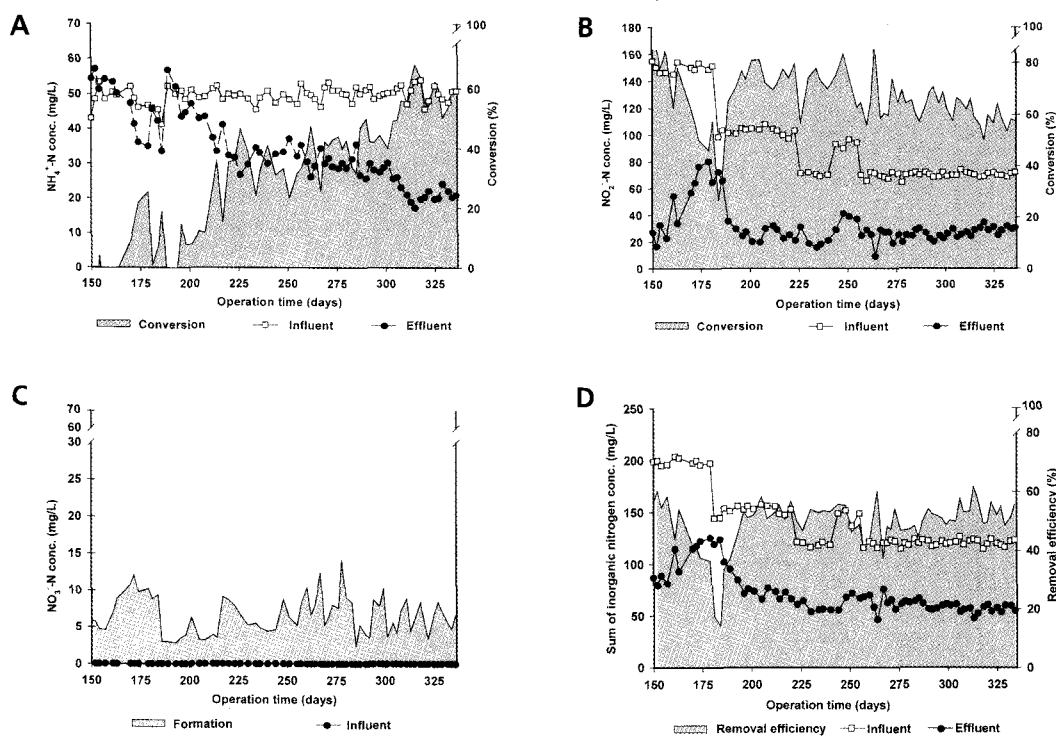 A
B
70
60
50
40
30
20
10
0
NH₄⁺-N conc. (mg/L)
100
60
40
20
0
Conversion (%)
150 175 200 225 250 275 300 325
Operation time (days)
Conversion Influent Effluent
180
160
140
120
100
80
60
40
20
0
NO₂⁻-N conc. (mg/L)
100
80
60
40
20
0
Conversion (%)
150 175 200 225 250 275 300 325
Operation time (days)
Conversion Influent Effluent
C
D
70
60
30
25
20
15
10
5
0
NO₃⁻-N conc. (mg/L)
150 175 200 225 250 275 300 325
Operation time (days)
Formation Influent
250
200
150
100
50
0
Sum of inorganic nitrogen conc. (mg/L)
100
80
60
40
20
0
Removal efficiency (%)
150 175 200 225 250 275 300 325
Operation time (days)
Removal efficiency Influent Effluent